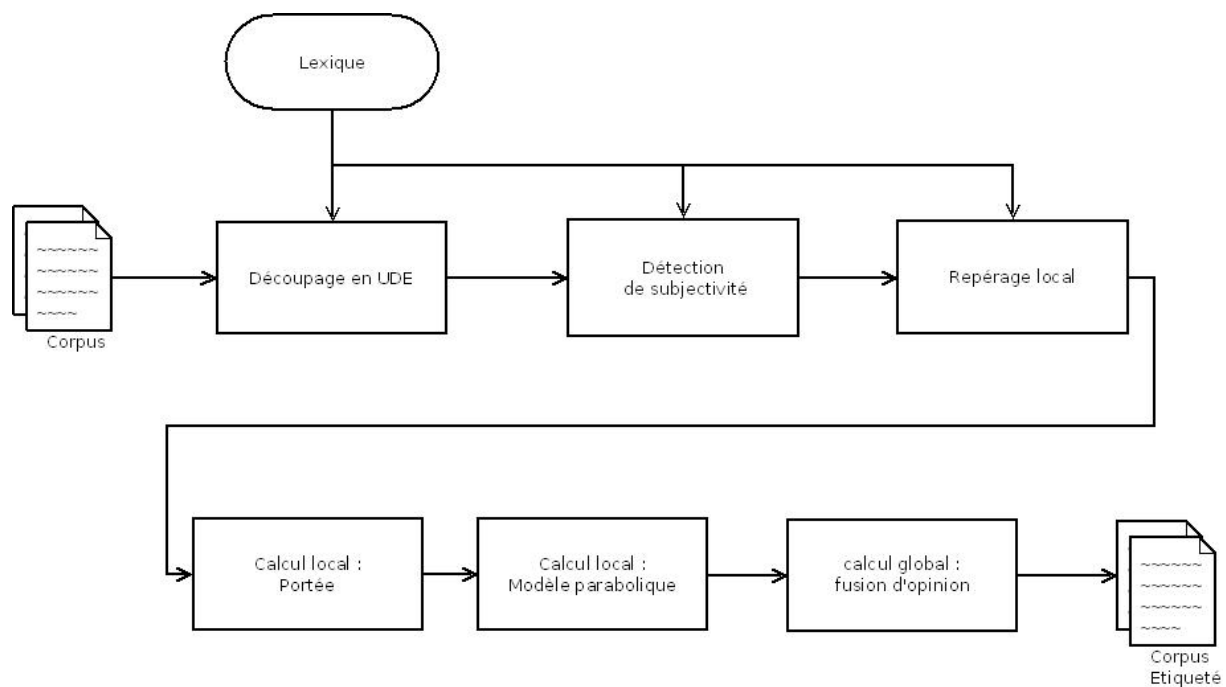 Lexique
Découpage en UDE
Détection
de subjectivité
Repérage local
Corpus
Calcul local :
Portée
Calcul local :
Modèle parabolique
calcul global :
fusion d'opinion
Corpus
Etiqueté